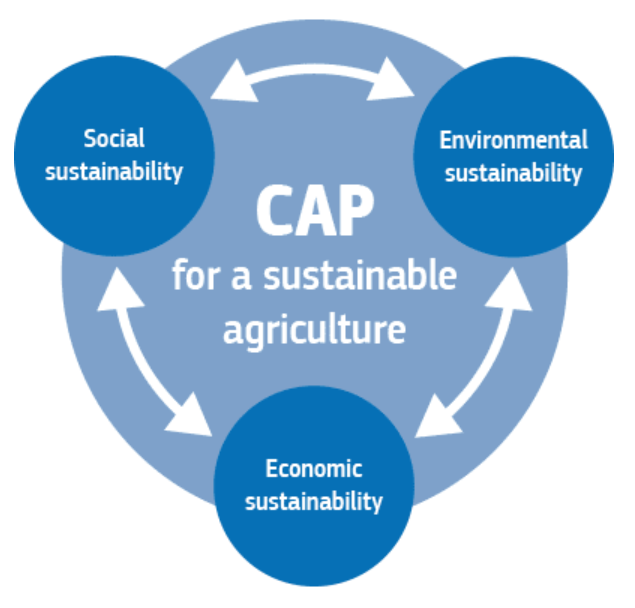 Social
sustainability
Environmental
sustainability
CAP
for a sustainable
agriculture
Economic
sustainability